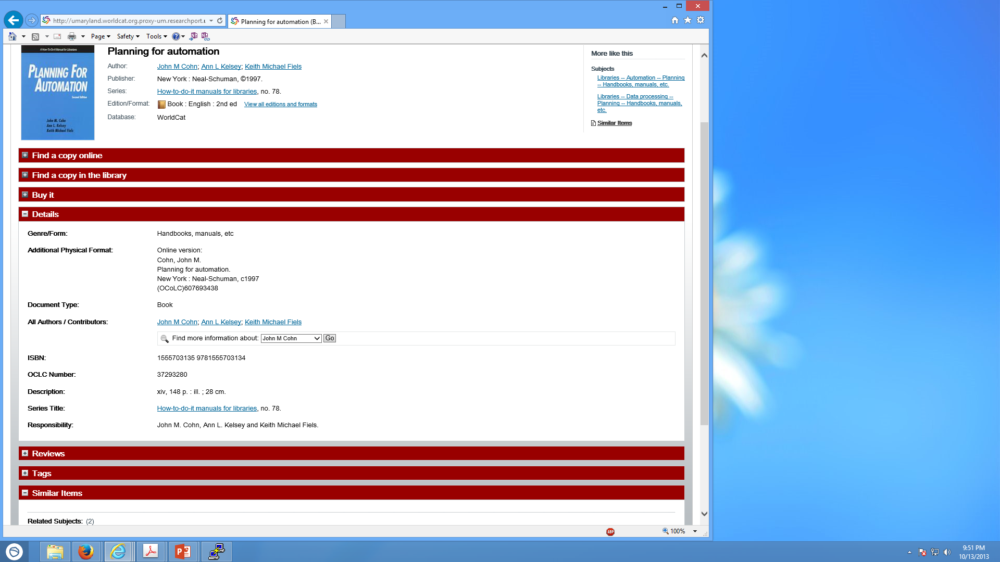 http://umaryland.worldcat.org.proxy-um.researchport.u
Planning for automation (B...
Page
Safety
Tools
A How-To-Do-It Manual for Librarians
PLANNING FOR
AUTOMATION
Second Edition
John M. Cohn
Ann L. Kelsey
Keith Michael Fiels
Planning for automation
Author: John M Cohn; Ann L Kelsey; Keith Michael Fiels
Publisher: New York : Neal-Schuman, ©1997.
Series: How-to-do-it manuals for libraries, no. 78.
Edition/Format: Book : English : 2nd ed View all editions and formats
Database: WorldCat
More like this
Subjects
Libraries -- Automation -- Planning
-- Handbooks, manuals, etc.
Libraries -- Data processing --
Planning -- Handbooks, manuals,
etc.
Similar Items
Find a copy online
Find a copy in the library
Buy it
Details
Genre/Form: Handbooks, manuals, etc
Additional Physical Format: Online version:
Cohn, John M.
Planning for automation.
New York : Neal-Schuman, c1997
(OCoLC)607693438
Document Type: Book
All Authors / Contributors: John M Cohn; Ann L Kelsey; Keith Michael Fiels
Find more information about: John M Cohn Go
ISBN: 1555703135 9781555703134
OCLC Number: 37293280
Description: xiv, 148 p. : ill. ; 28 cm.
Series Title: How-to-do-it manuals for libraries, no. 78.
Responsibility: John M. Cohn, Ann L. Kelsey and Keith Michael Fiels.
Reviews
Tags
Similar Items
Related Subjects: (2)
ABP
100%
9:51 PM
10/13/2013